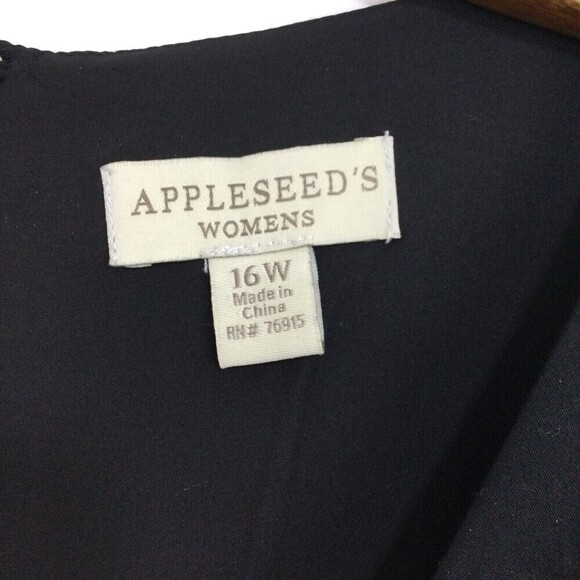 APPLESEED'S
WOMENS
16W
Made in
China
RN# 76915